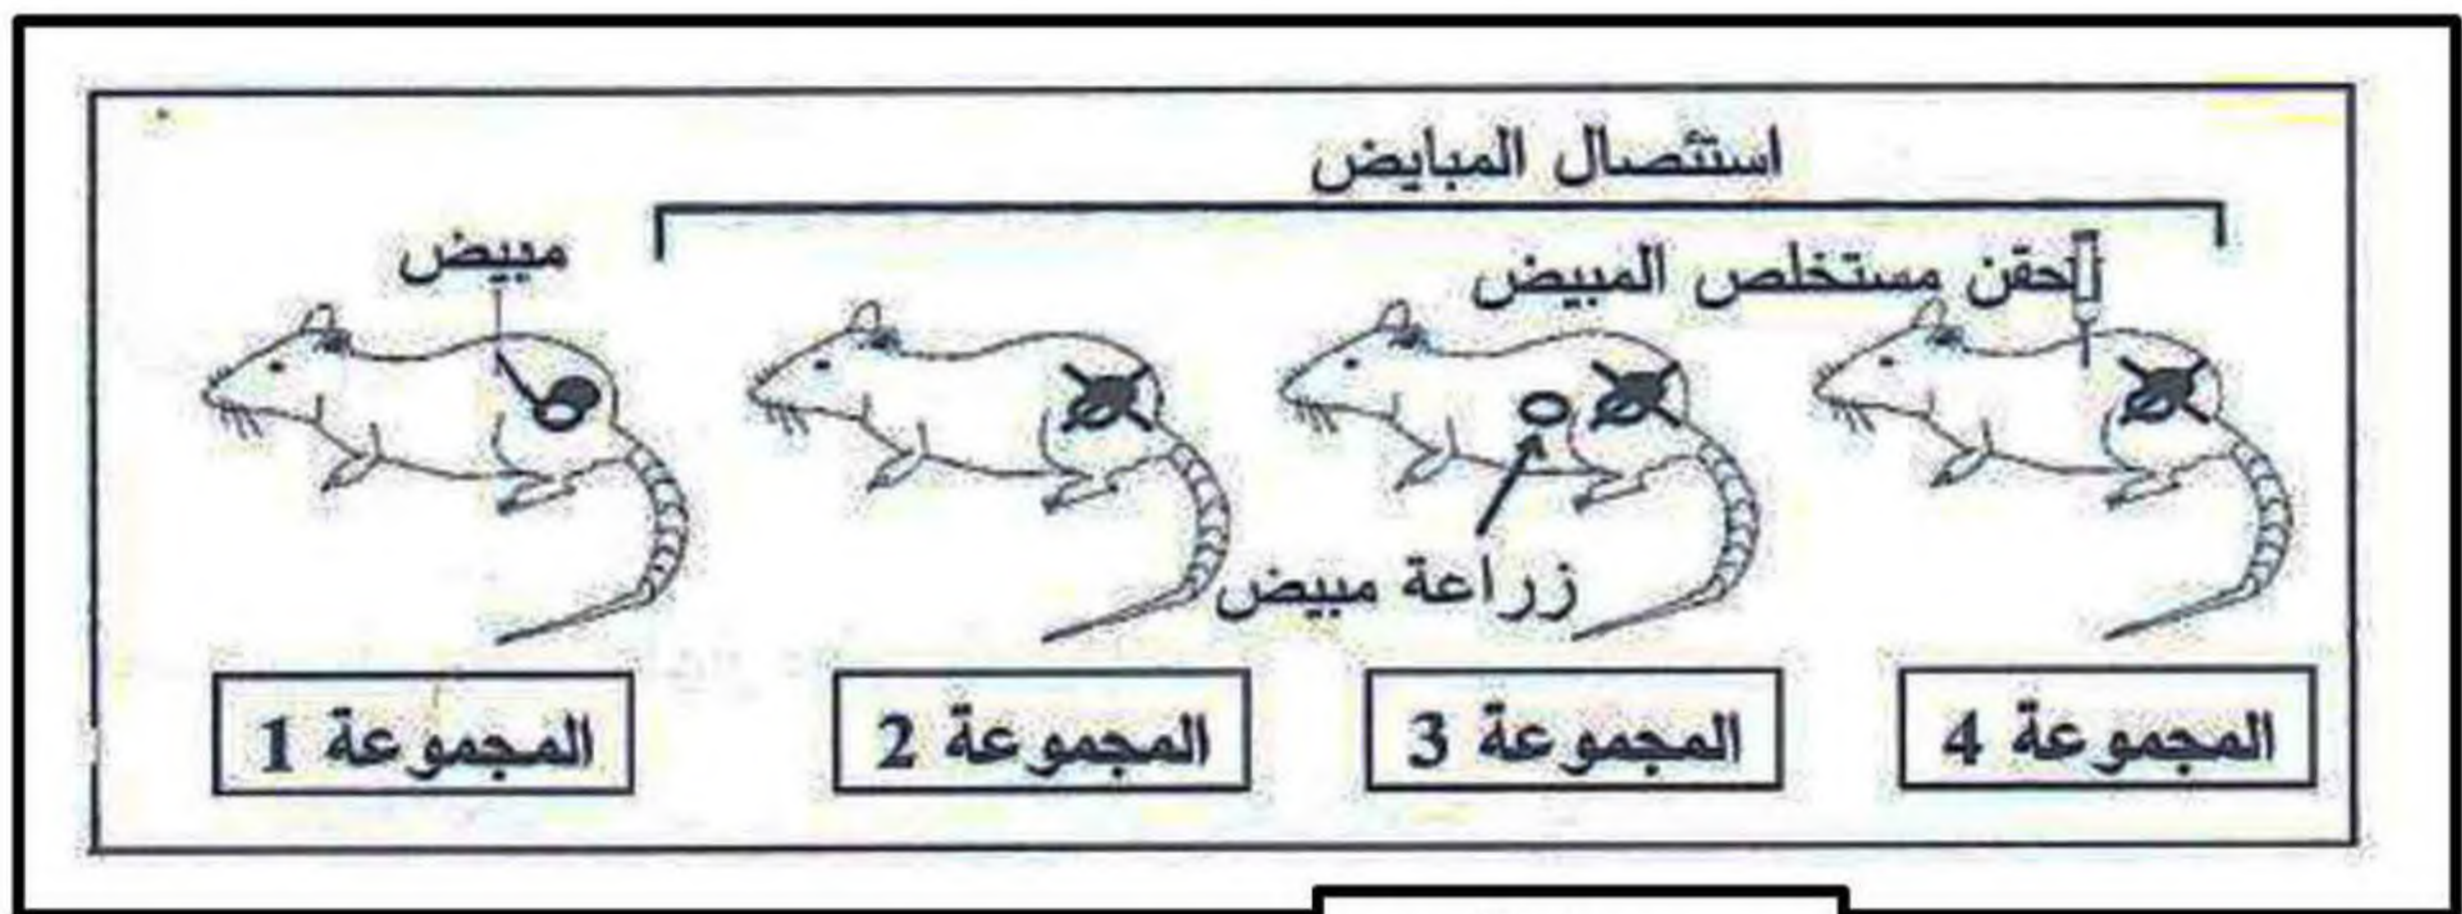 استئصال المبايض
حقن مستخلص المبيض
مبيض
زراعة مبيض
المجموعة 4
المجموعة 3
المجموعة 2
المجموعة 1